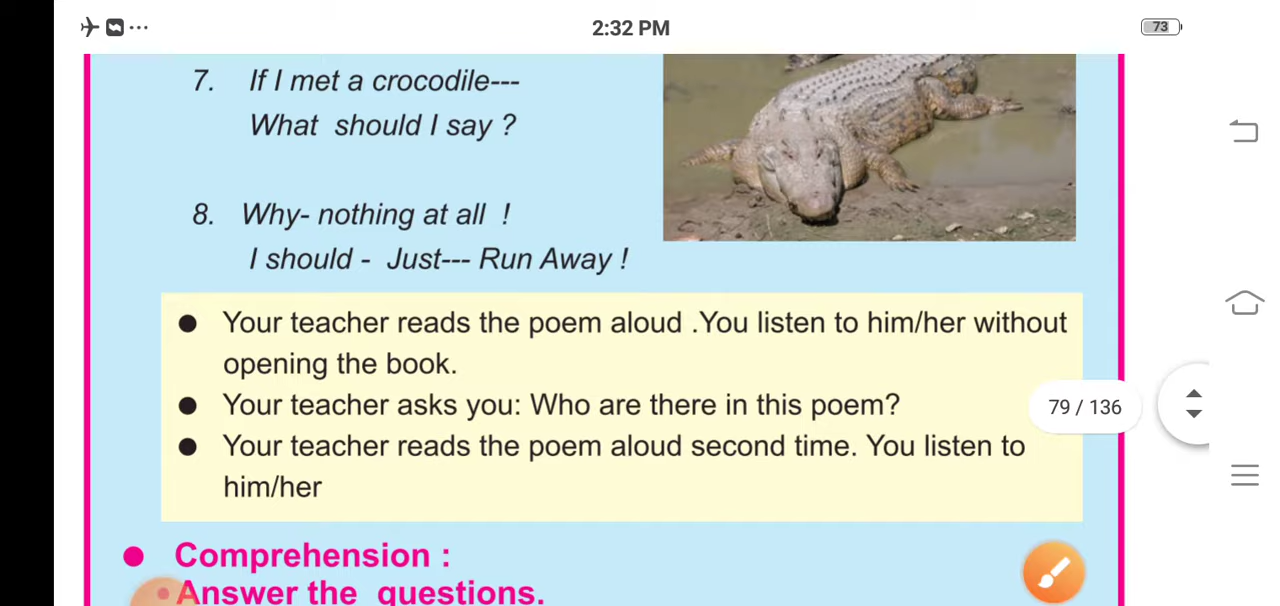 2:32 PM
73
7. If I met a crocodile---
What should I say ?
8. Why- nothing at all !
I should - Just--- Run Away !
● Your teacher reads the poem aloud .You listen to him/her without
opening the book.
● Your teacher asks you: Who are there in this poem?
79 / 136
● Your teacher reads the poem aloud second time. You listen to
him/her
● Comprehension :
• Answer the questions.